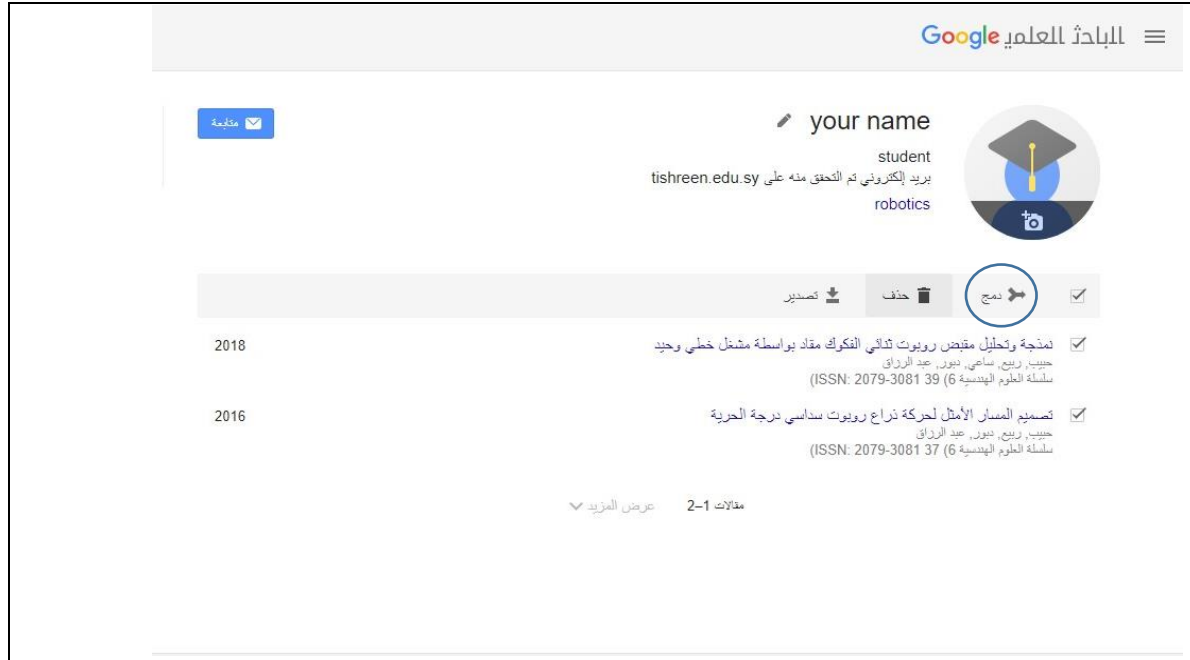 الباحث العلمي Google
your name
متابعة
student
بريد إلكتروني تم التحقق منه على tishreen.edu.sy
robotics
دمج حذف تصدير
نمذجة وتحليل مقبض روبوت ثنائي الفكوك مقاد بواسطة مشغل خطي وحيد 2018
حبيب, ربيع, ساعي, ديور, عبد الرزاق
سلسلة العلوم الهندسية 6) 39 ISSN: 2079-3081)
تصميم المسار الأمثل لحركة ذراع روبوت سداسي درجة الحرية 2016
حبيب, ربيع, ديور, عبد الرزاق
سلسلة العلوم الهندسية 6) 37 ISSN: 2079-3081)
مقالات 1–2 عرض المزيد